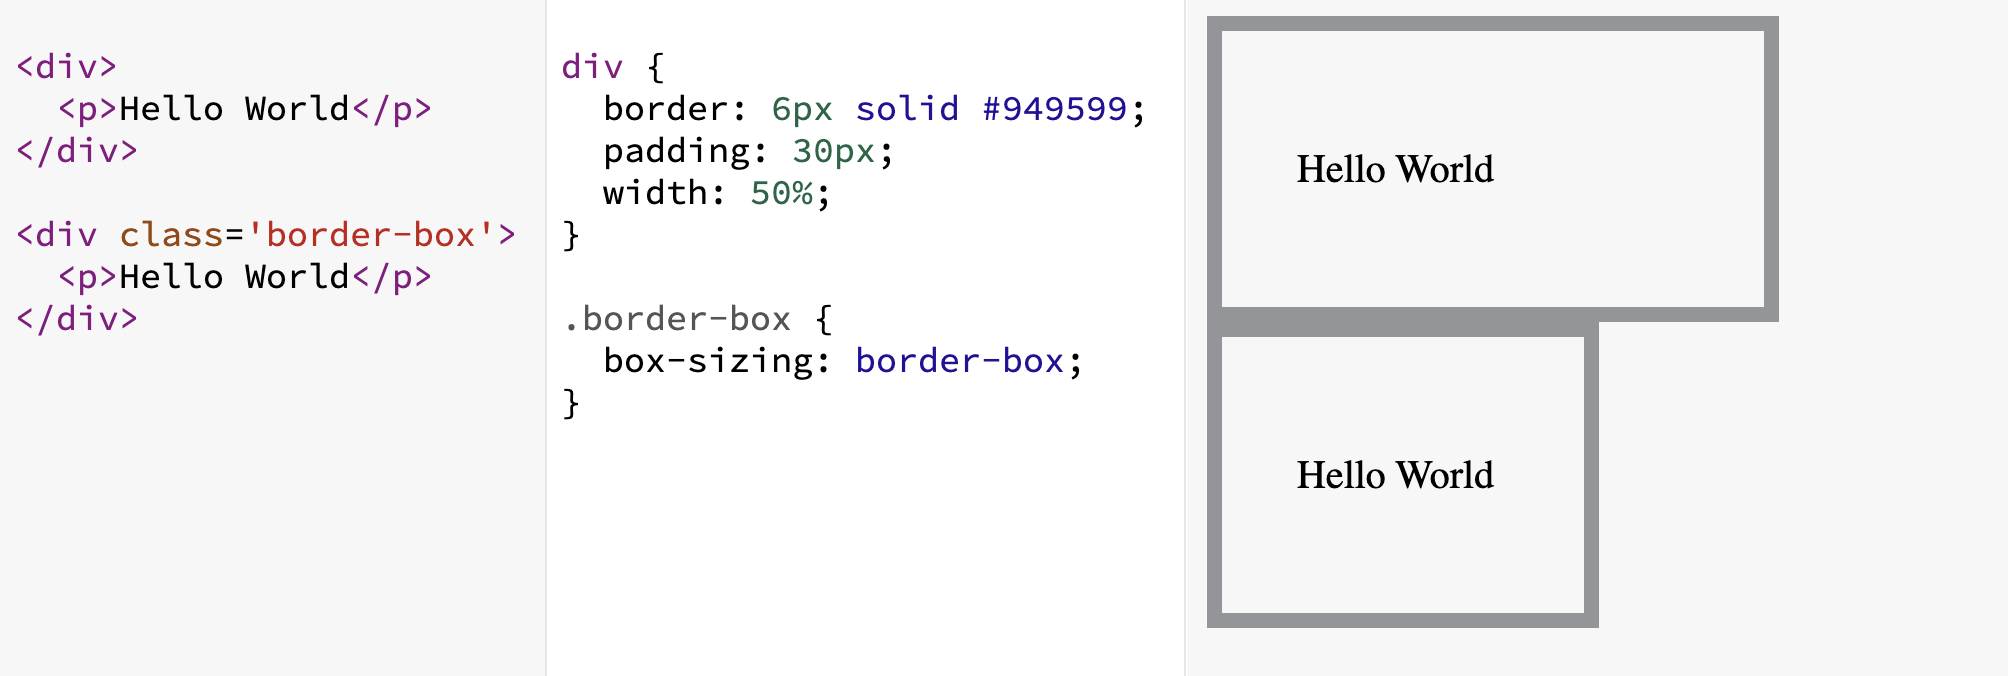 <div>
  <p>Hello World</p>
</div>
<div class='border-box'>
  <p>Hello World</p>
</div>
div {
  border: 6px solid #949599;
  padding: 30px;
  width: 50%;
}
.border-box {
  box-sizing: border-box;
}
Hello World
Hello World